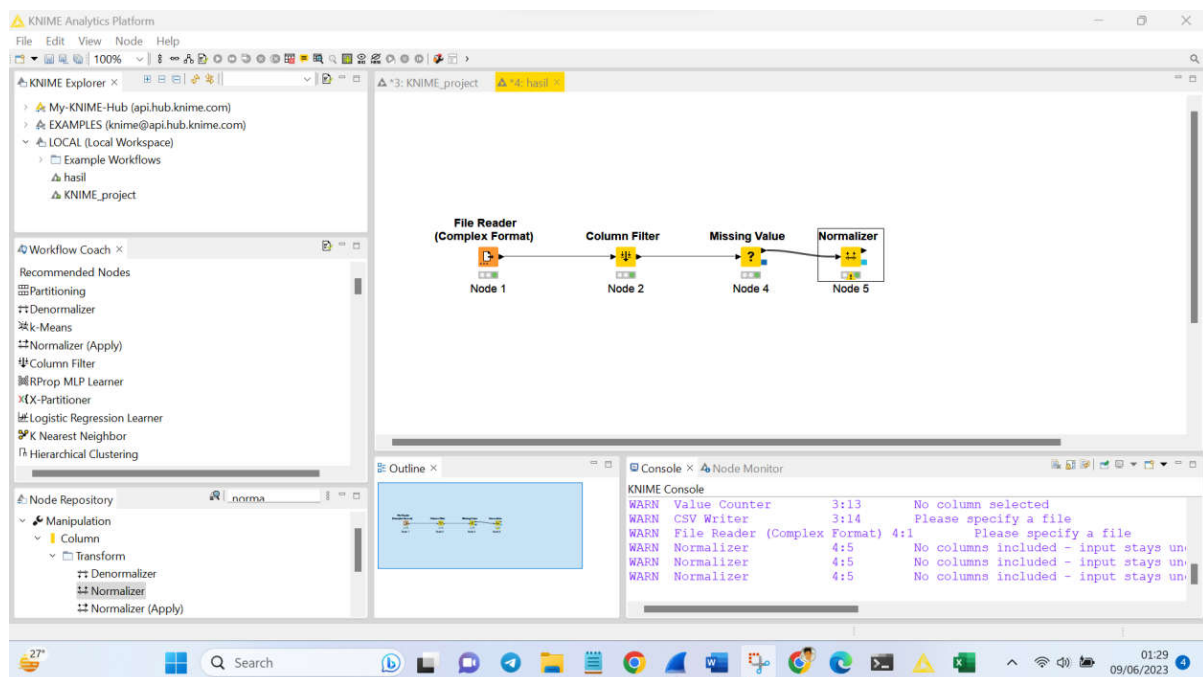 KNIME Analytics Platform
File Edit View Node Help
100%
KNIME Explorer
My-KNIME-Hub (api.hub.knime.com)
EXAMPLES (knime@api.hub.knime.com)
LOCAL (Local Workspace)
Example Workflows
hasil
KNIME_project
*3: KNIME_project
*4: hasil
File Reader
(Complex Format)
Column Filter
Missing Value
Normalizer
Node 1
Node 2
Node 4
Node 5
Workflow Coach
Recommended Nodes
Partitioning
Denormalizer
k-Means
Normalizer (Apply)
Column Filter
RProp MLP Learner
X-Partitioner
Logistic Regression Learner
K Nearest Neighbor
Hierarchical Clustering
Node Repository
norma
Manipulation
Column
Transform
Denormalizer
Normalizer
Normalizer (Apply)
Outline
Console
Node Monitor
KNIME Console
WARN Value Counter 3:13 No column selected
WARN CSV Writer 3:14 Please specify a file
WARN File Reader (Complex Format) 4:1 Please specify a file
WARN Normalizer 4:5 No columns included - input stays un
WARN Normalizer 4:5 No columns included - input stays un
WARN Normalizer 4:5 No columns included - input stays un
27°
Search
01:29
09/06/2023
4